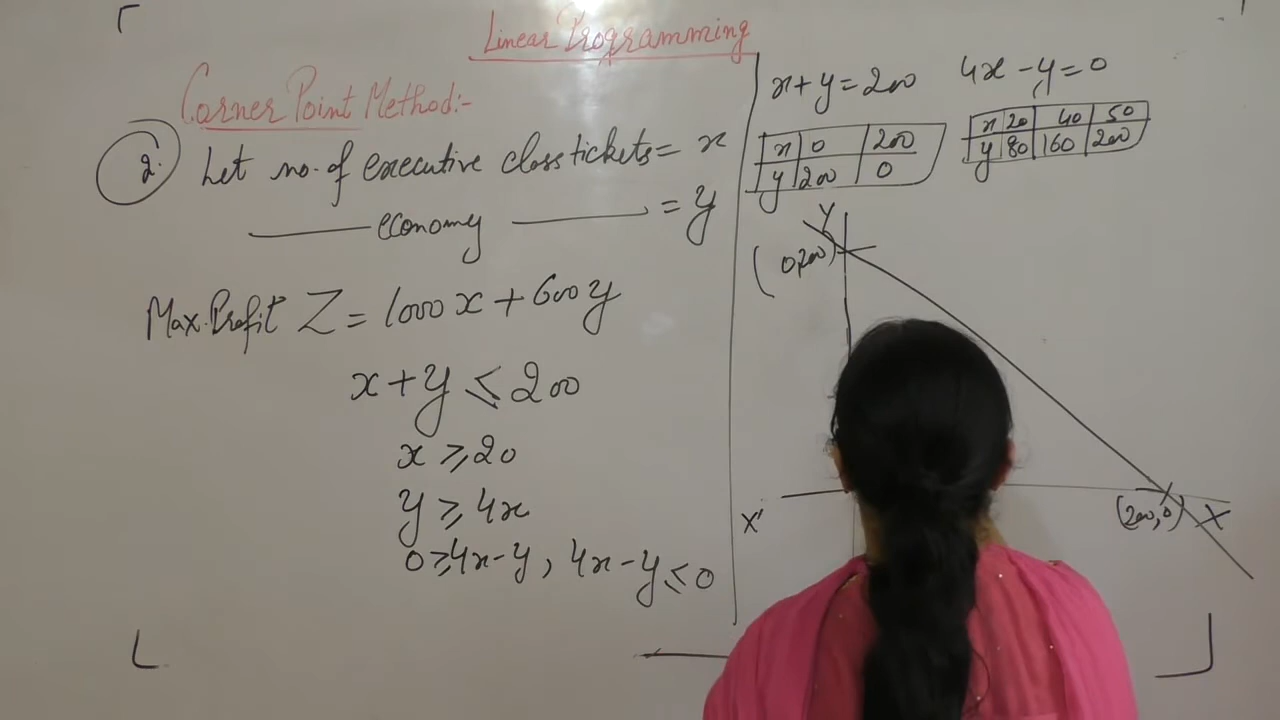 Linear Programming
Corner Point Method:-
2. Let no. of executive class tickets = x
economy = y
Max. Profit Z = 1000x + 600y
x + y ⩽ 200
x ⩾ 20
y ⩾ 4x
0 ⩾ 4x - y , 4x - y ⩽ 0
x + y = 200
x 0 200
y 200 0
4x - y = 0
x 20 40 50
y 80 160 200
Y
(0,200)
X'
(200,0) X